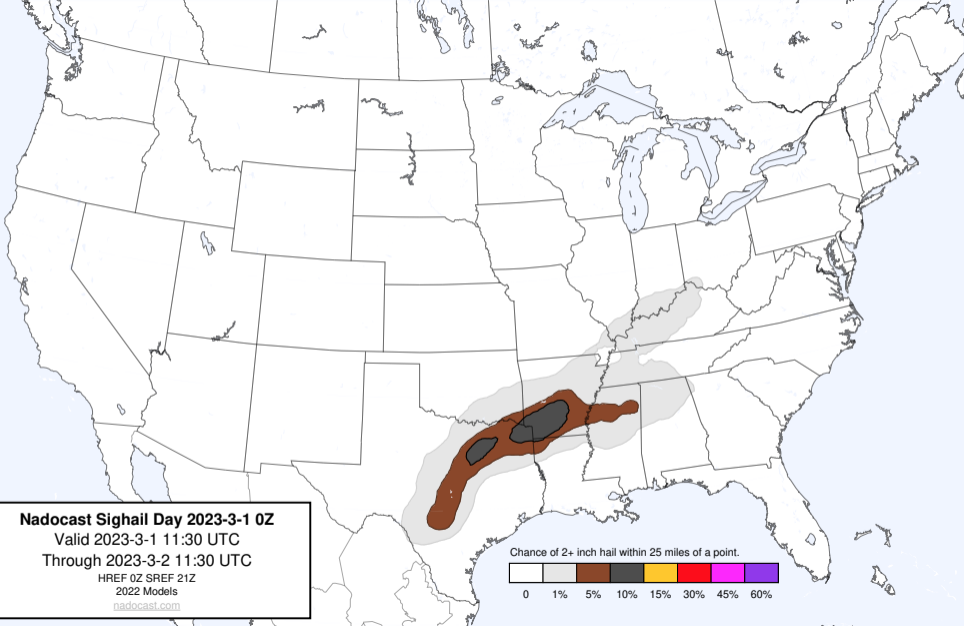 Nadocast Sighail Day 2023-3-1 0Z
Valid 2023-3-1 11:30 UTC
Through 2023-3-2 11:30 UTC
HREF 0Z SREF 21Z
2022 Models
nadocast.com
Chance of 2+ inch hail within 25 miles of a point.
0 1% 5% 10% 15% 30% 45% 60%